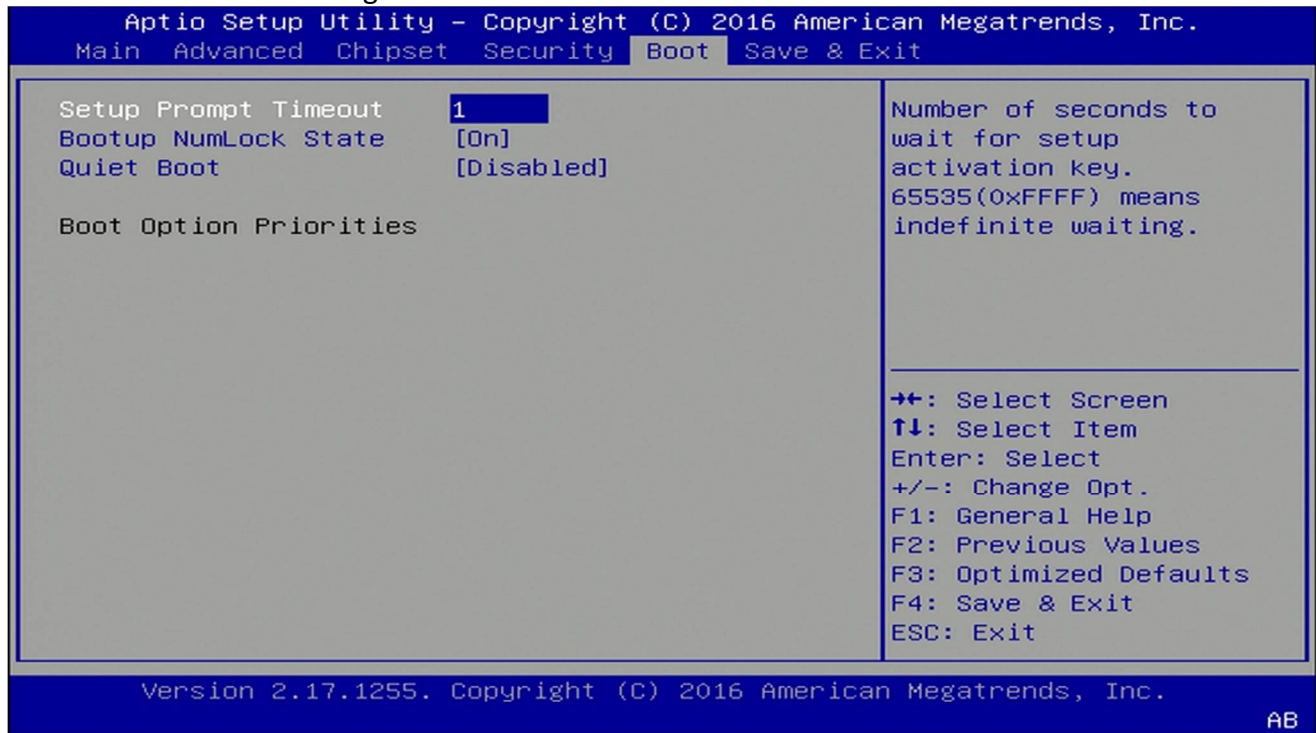 Aptio Setup Utility – Copyright (C) 2016 American Megatrends, Inc.
Main Advanced Chipset Security Boot Save & Exit
Setup Prompt Timeout 1
Bootup NumLock State [On]
Quiet Boot [Disabled]
Boot Option Priorities
Number of seconds to
wait for setup
activation key.
65535(0xFFFF) means
indefinite waiting.
→←: Select Screen
↑↓: Select Item
Enter: Select
+/-: Change Opt.
F1: General Help
F2: Previous Values
F3: Optimized Defaults
F4: Save & Exit
ESC: Exit
Version 2.17.1255. Copyright (C) 2016 American Megatrends, Inc.
AB